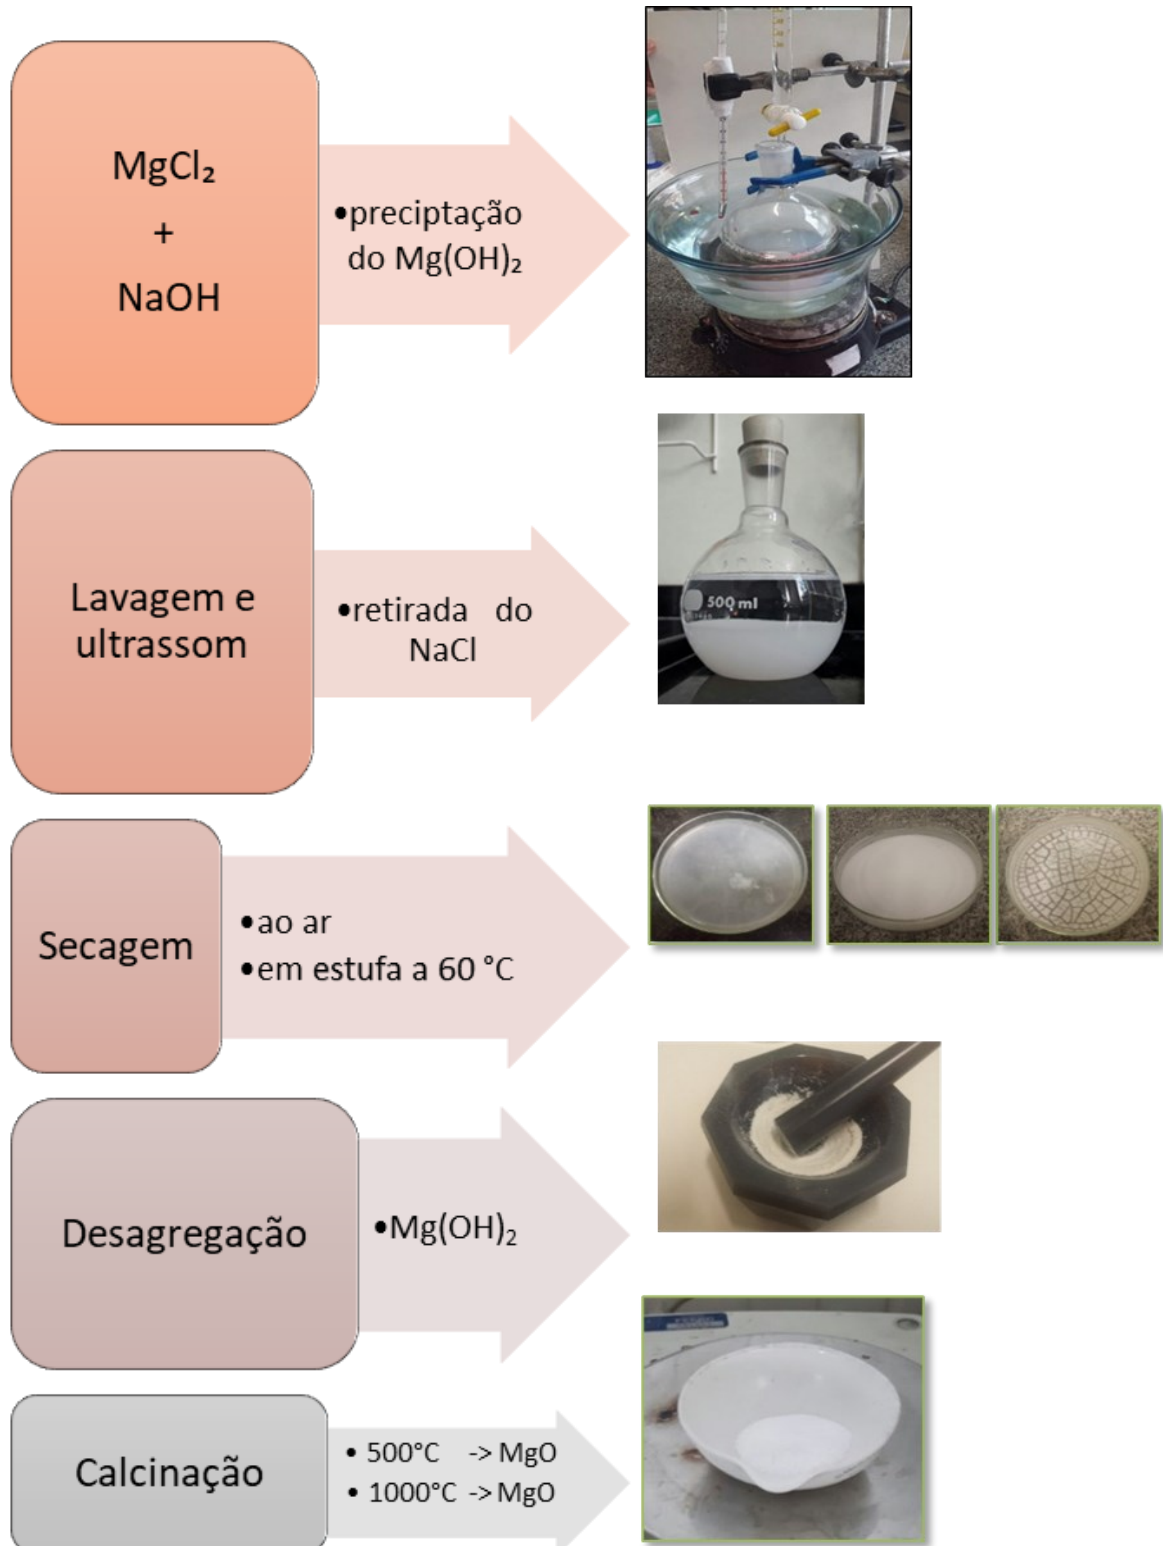 MgCl₂
+
NaOH
•preciptação
do Mg(OH)₂
Lavagem e
ultrassom
•retirada do
NaCl
500 ml
Secagem
•ao ar
•em estufa a 60 °C
Desagregação
•Mg(OH)₂
Calcinação
• 500°C -> MgO
• 1000°C -> MgO